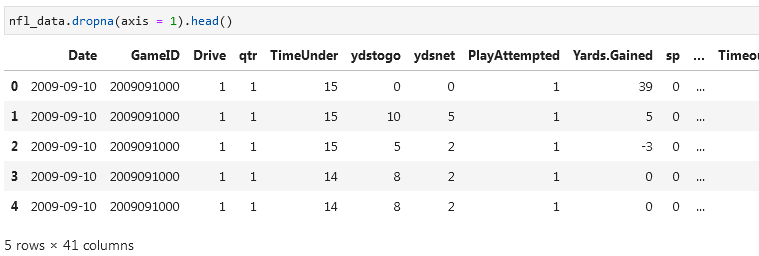 nfl_data.dropna(axis = 1).head()
Date GameID Drive qtr TimeUnder ydstogo ydsnet PlayAttempted Yards.Gained sp ... Timeou
0 2009-09-10 2009091000 1 1 15 0 0 1 39 0 ...
1 2009-09-10 2009091000 1 1 15 10 5 1 5 0 ...
2 2009-09-10 2009091000 1 1 15 5 2 1 -3 0 ...
3 2009-09-10 2009091000 1 1 14 8 2 1 0 0 ...
4 2009-09-10 2009091000 1 1 14 8 2 1 0 0 ...
5 rows × 41 columns